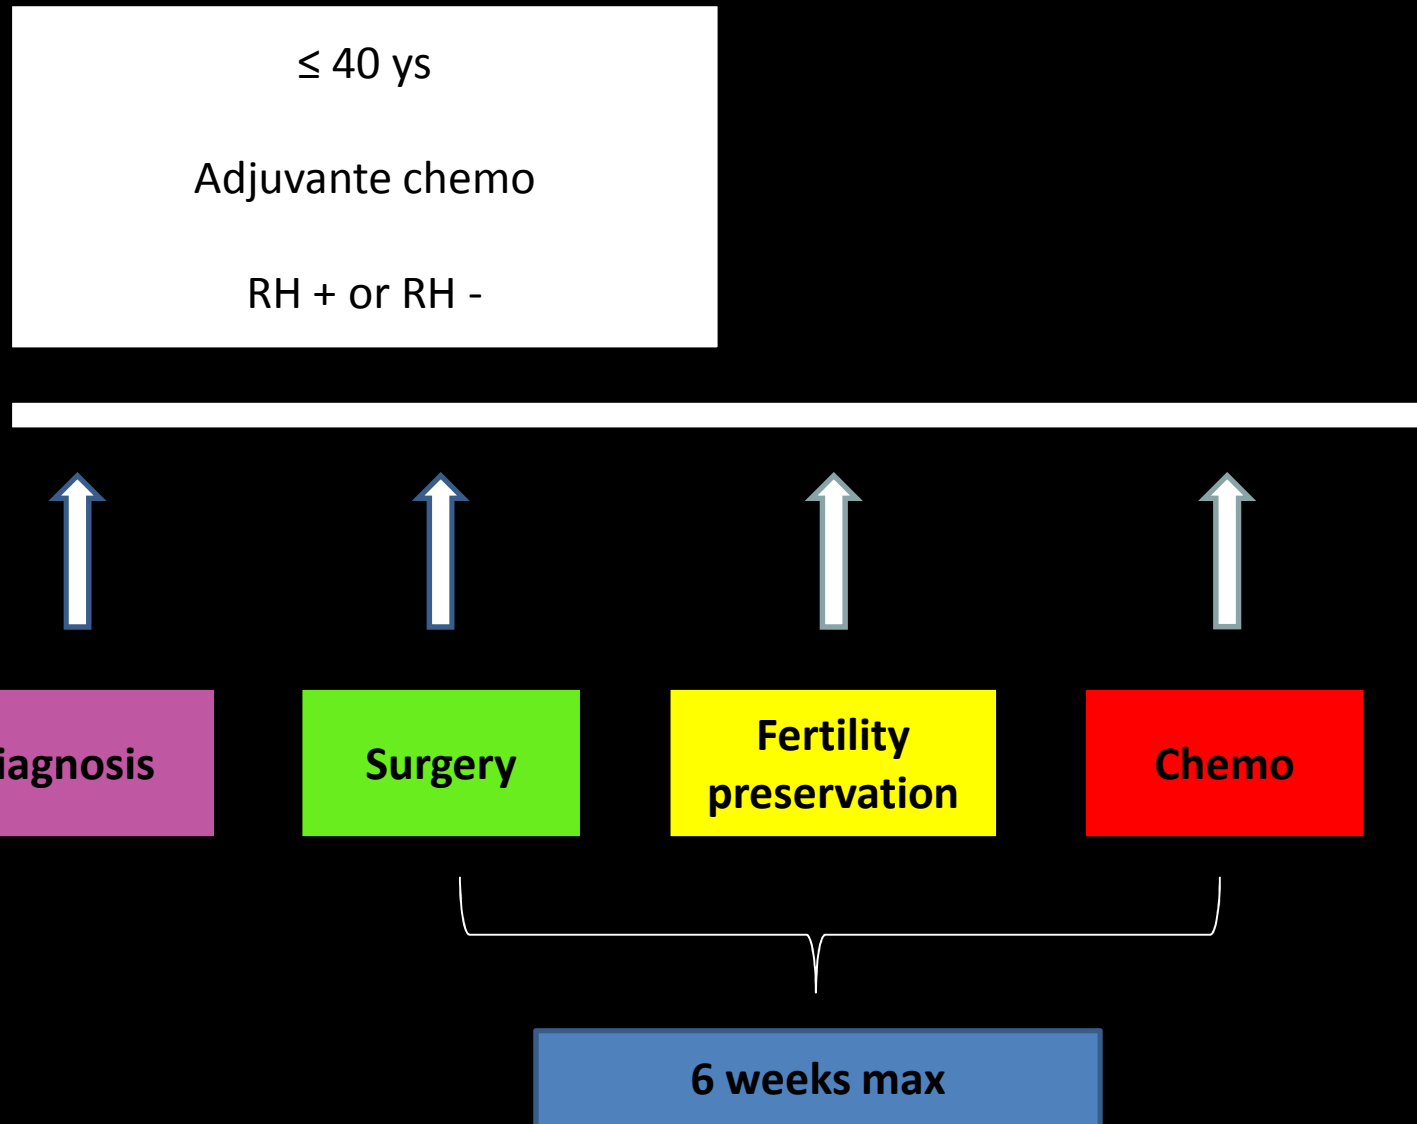 ≤ 40 ys
Adjuvante chemo
RH + or RH -
iagnosis
Surgery
Fertility
preservation
Chemo
6 weeks max